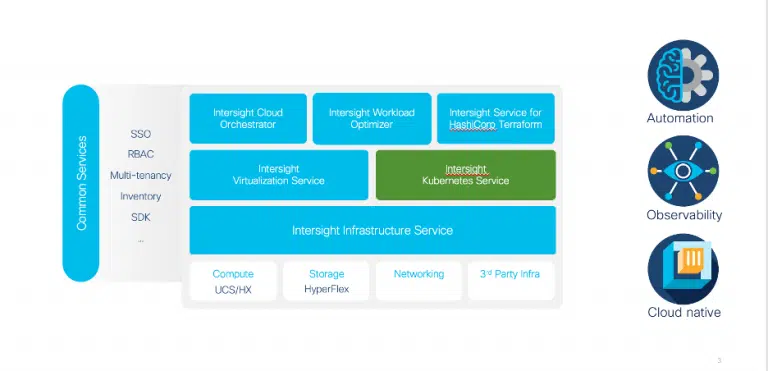 Common Services
SSO
RBAC
Multi-tenancy
Inventory
SDK
...
Intersight Cloud
Orchestrator
Intersight Workload
Optimizer
Intersight Service for
HashiCorp Terraform
Intersight
Virtualization Service
Intersight
Kubernetes Service
Intersight Infrastructure Service
Compute
UCS/HX
Storage
HyperFlex
Networking
3rd Party Infra
Automation
Observability
Cloud native
3